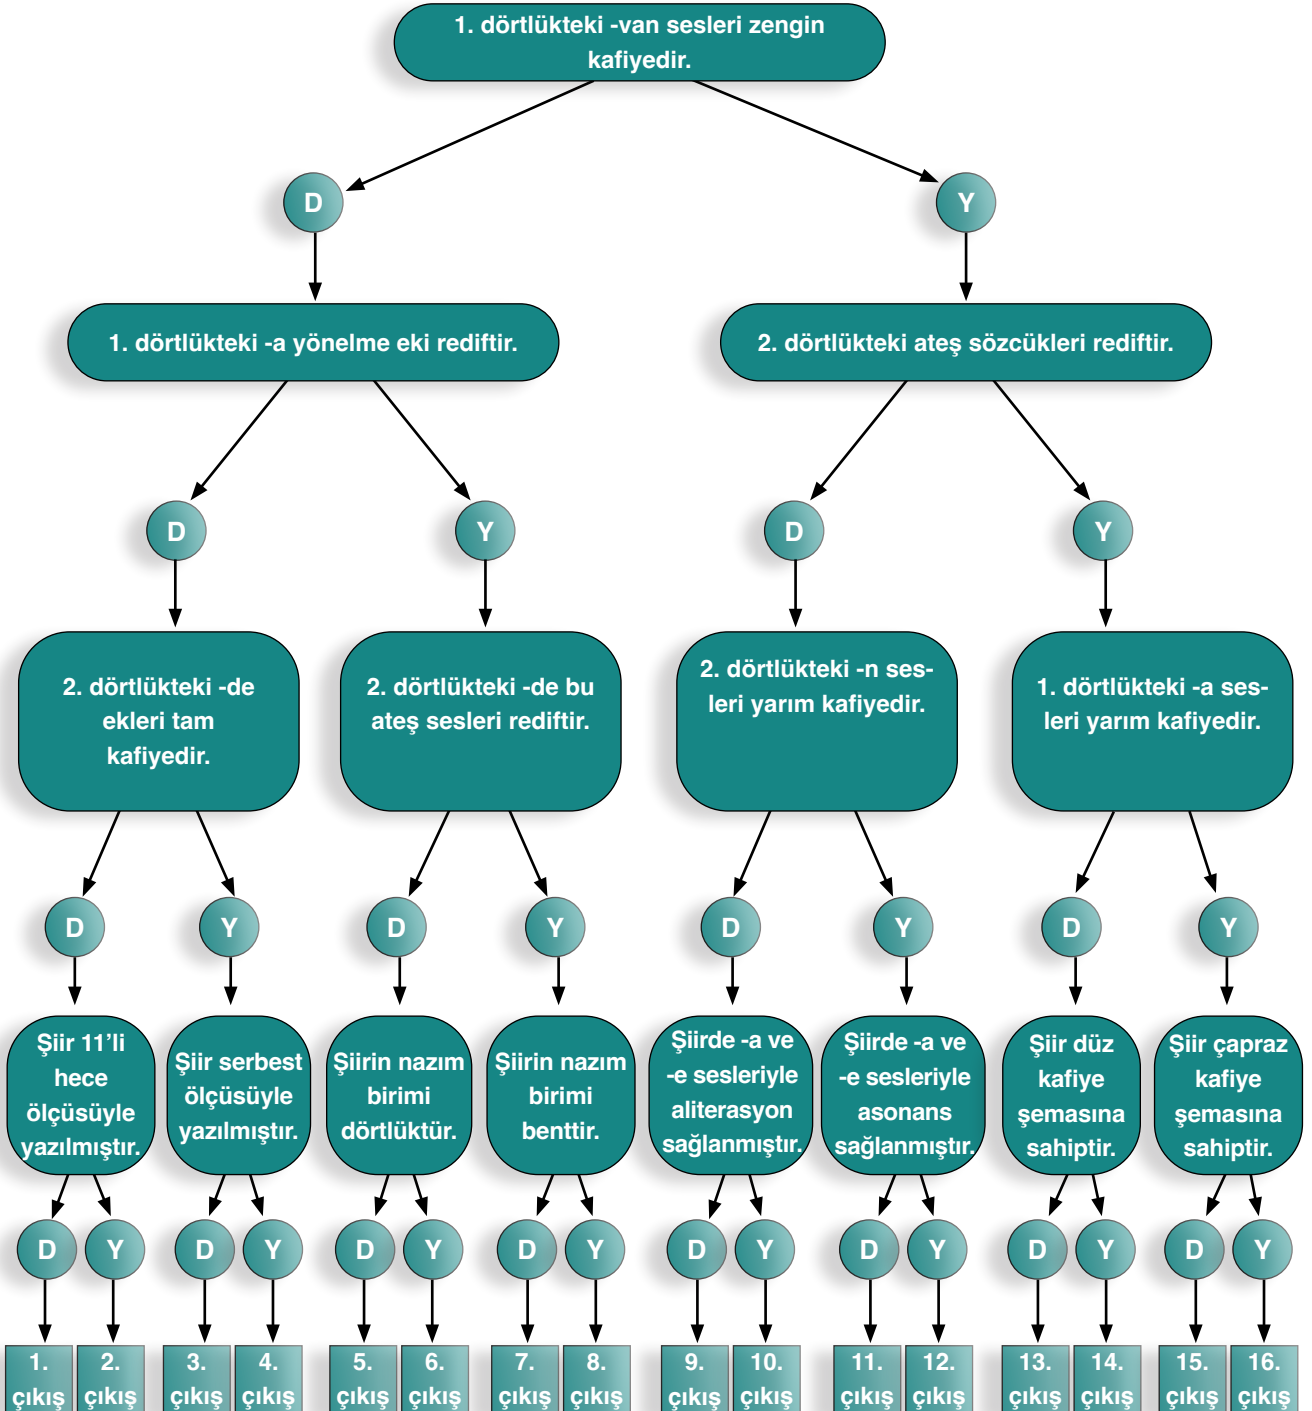 1. dörtlükteki -van sesleri zengin
kafiyedir.
D
Y
1. dörtlükteki -a yönelme eki rediftir.
2. dörtlükteki ateş sözcükleri rediftir.
D
Y
D
Y
2. dörtlükteki -de
ekleri tam
kafiyedir.
2. dörtlükteki -de bu
ateş sesleri rediftir.
2. dörtlükteki -n ses-
leri yarım kafiyedir.
1. dörtlükteki -a ses-
leri yarım kafiyedir.
D
Y
D
Y
D
Y
D
Y
Şiir 11'li
hece
ölçüsüyle
yazılmıştır.
Şiir serbest
ölçüsüyle
yazılmıştır.
Şiirin nazım
birimi
dörtlüktür.
Şiirin nazım
birimi
benttir.
Şiirde -a ve
-e sesleriyle
aliterasyon
sağlanmıştır.
Şiirde -a ve
-e sesleriyle
asonans
sağlanmıştır.
Şiir düz
kafiye
şemasına
sahiptir.
Şiir çapraz
kafiye
şemasına
sahiptir.
D
Y
D
Y
D
Y
D
Y
D
Y
D
Y
D
Y
D
Y
1.
çıkış
2.
çıkış
3.
çıkış
4.
çıkış
5.
çıkış
6.
çıkış
7.
çıkış
8.
çıkış
9.
çıkış
10.
çıkış
11.
çıkış
12.
çıkış
13.
çıkış
14.
çıkış
15.
çıkış
16.
çıkış